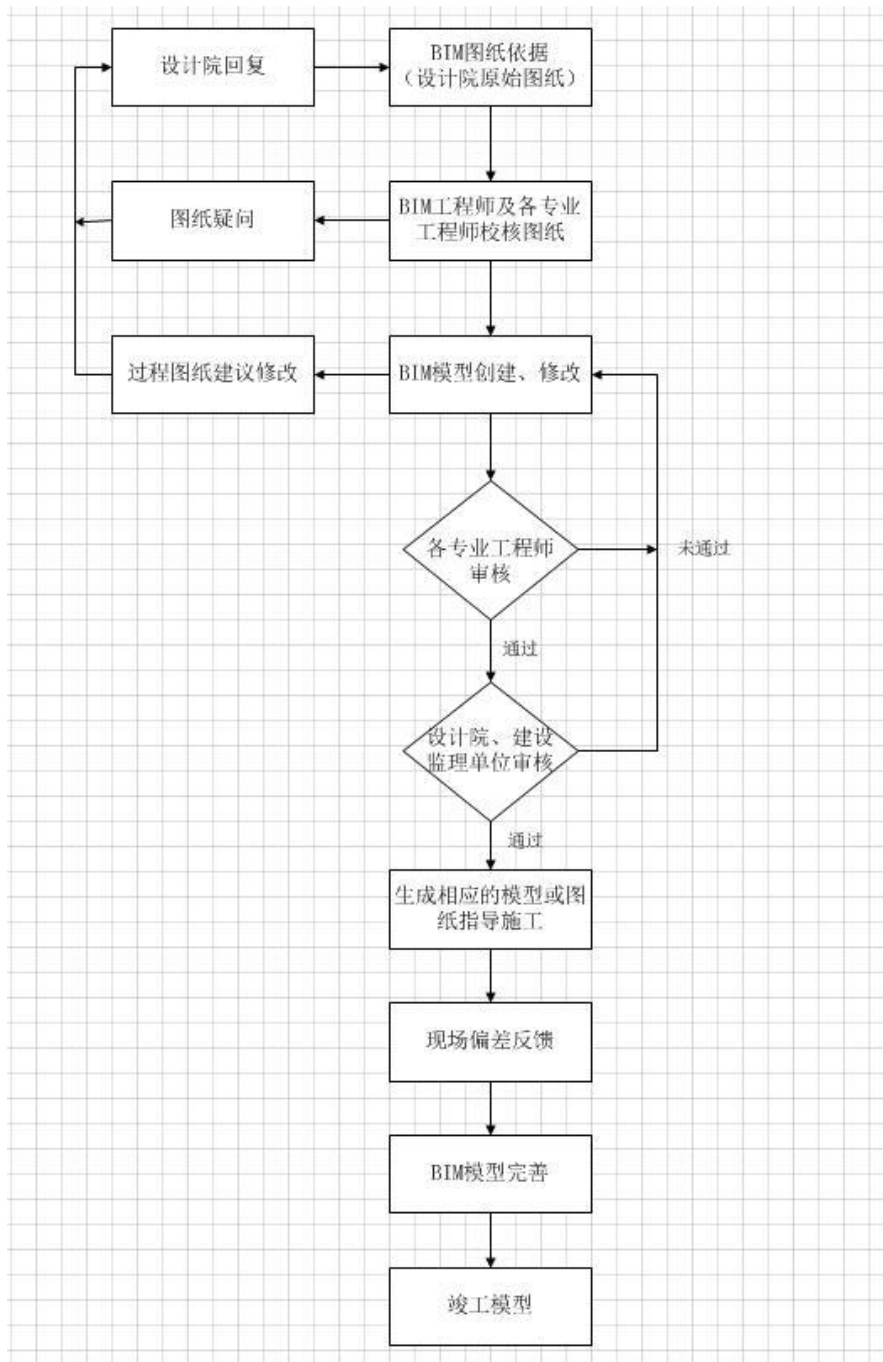 设计院回复
BIM图纸依据
（设计院原始图纸）
图纸疑问
BIM工程师及各专业
工程师校核图纸
过程图纸建议修改
BIM模型创建、修改
各专业工程师
审核
未通过
通过
设计院、建设
监理单位审核
通过
生成相应的模型或图
纸指导施工
现场偏差反馈
BIM模型完善
竣工模型